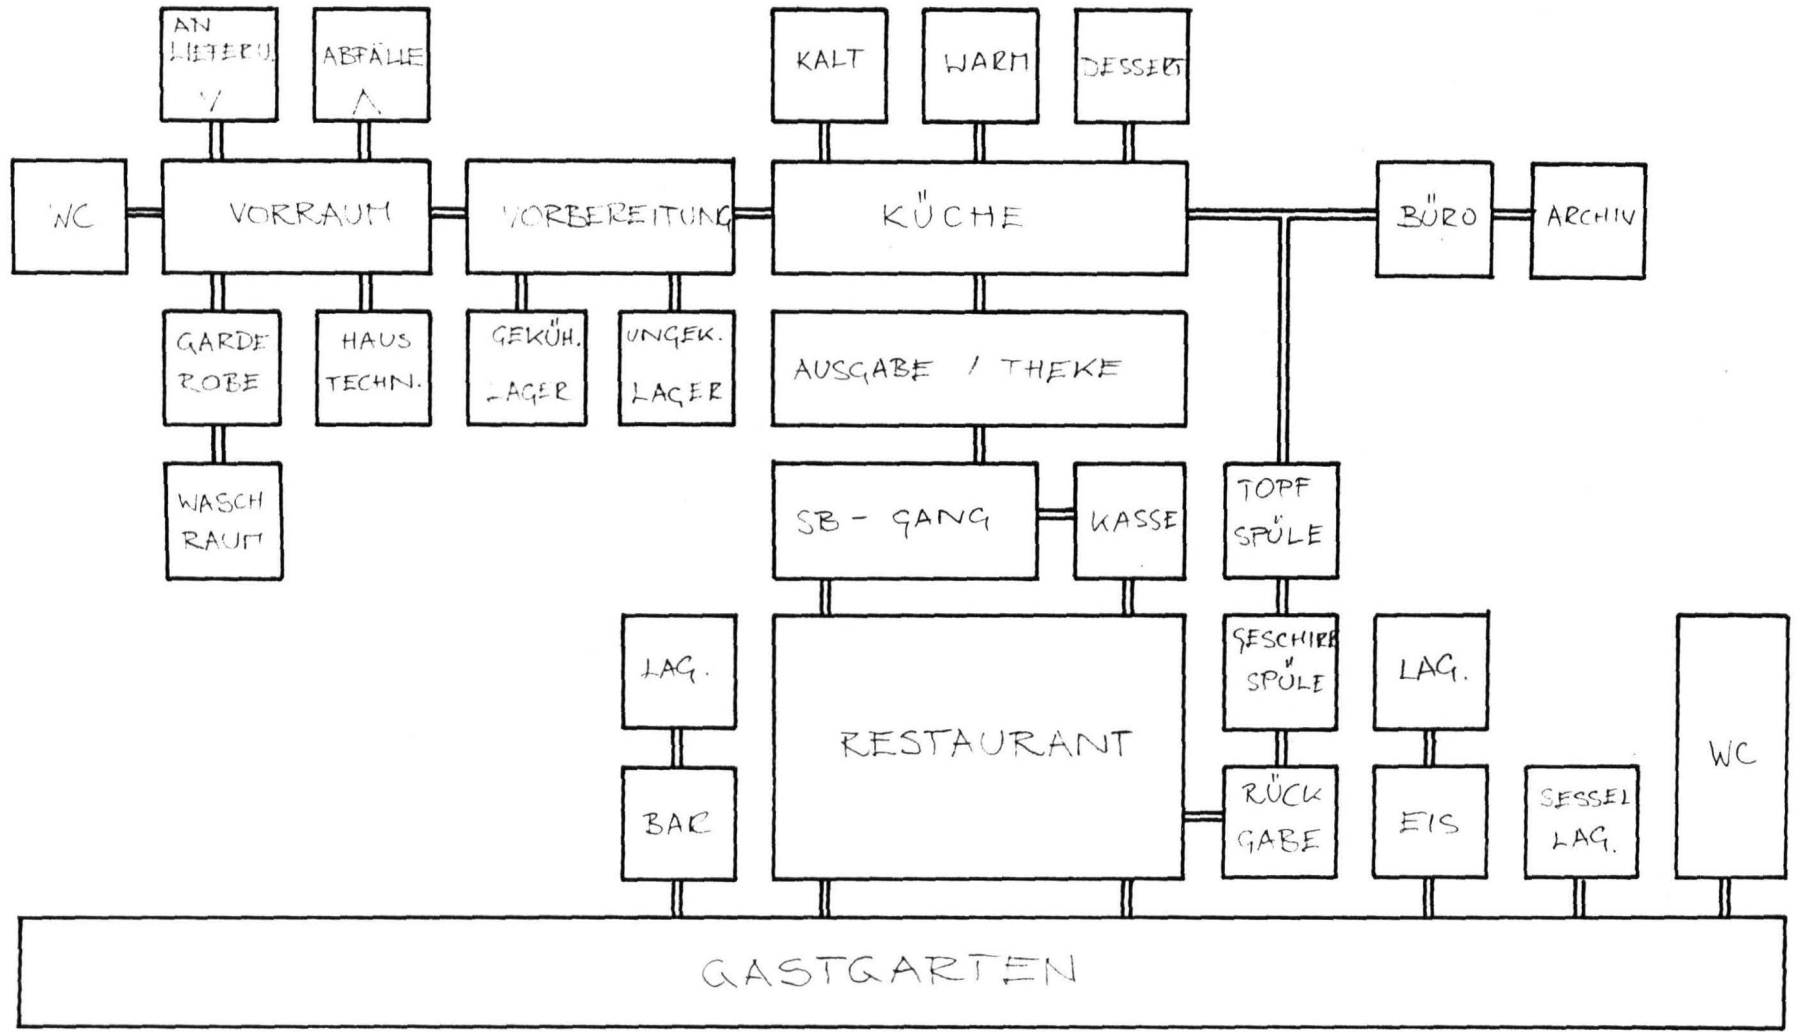 AN
LIEFERU.
ABFÄLLE
KALT
WARM
DESSERT
WC
VORRAUM
VORBEREITUNG
KÜCHE
BÜRO
ARCHIV
GARDE
ROBE
HAUS
TECHN.
GEKÜH.
LAGER
UNGEK.
LAGER
AUSGABE / THEKE
WASCH
RAUM
SB - GANG
KASSE
TOPF
SPÜLE
LAG.
RESTAURANT
GESCHIRR
SPÜLE
LAG.
WC
BAR
RÜCK
GABE
EIS
SESSEL
LAG.
GASTGARTEN